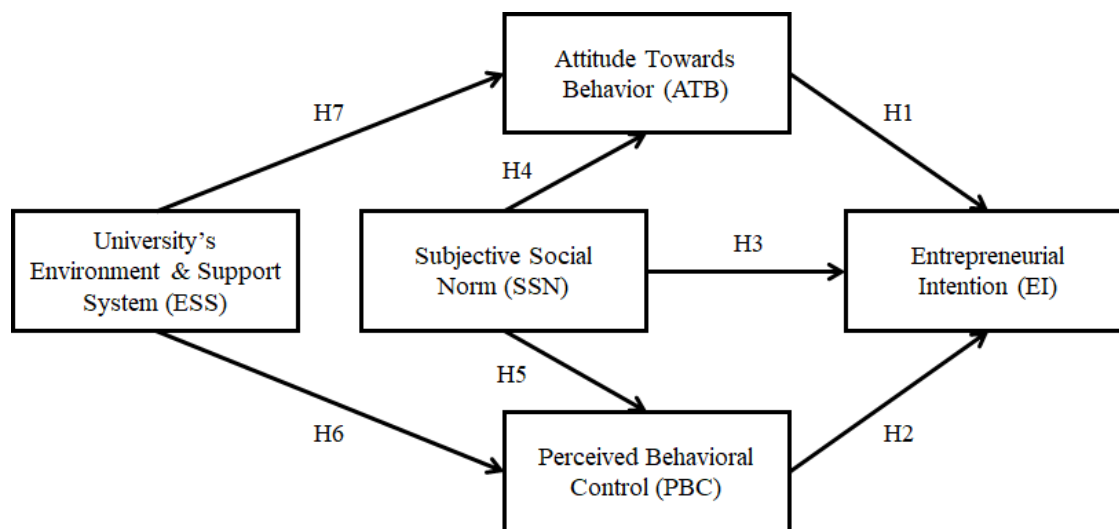 Attitude Towards
Behavior (ATB)
H7
H1
H4
University's
Environment & Support
System (ESS)
Subjective Social
Norm (SSN)
H3
Entrepreneurial
Intention (EI)
H5
H6
H2
Perceived Behavioral
Control (PBC)